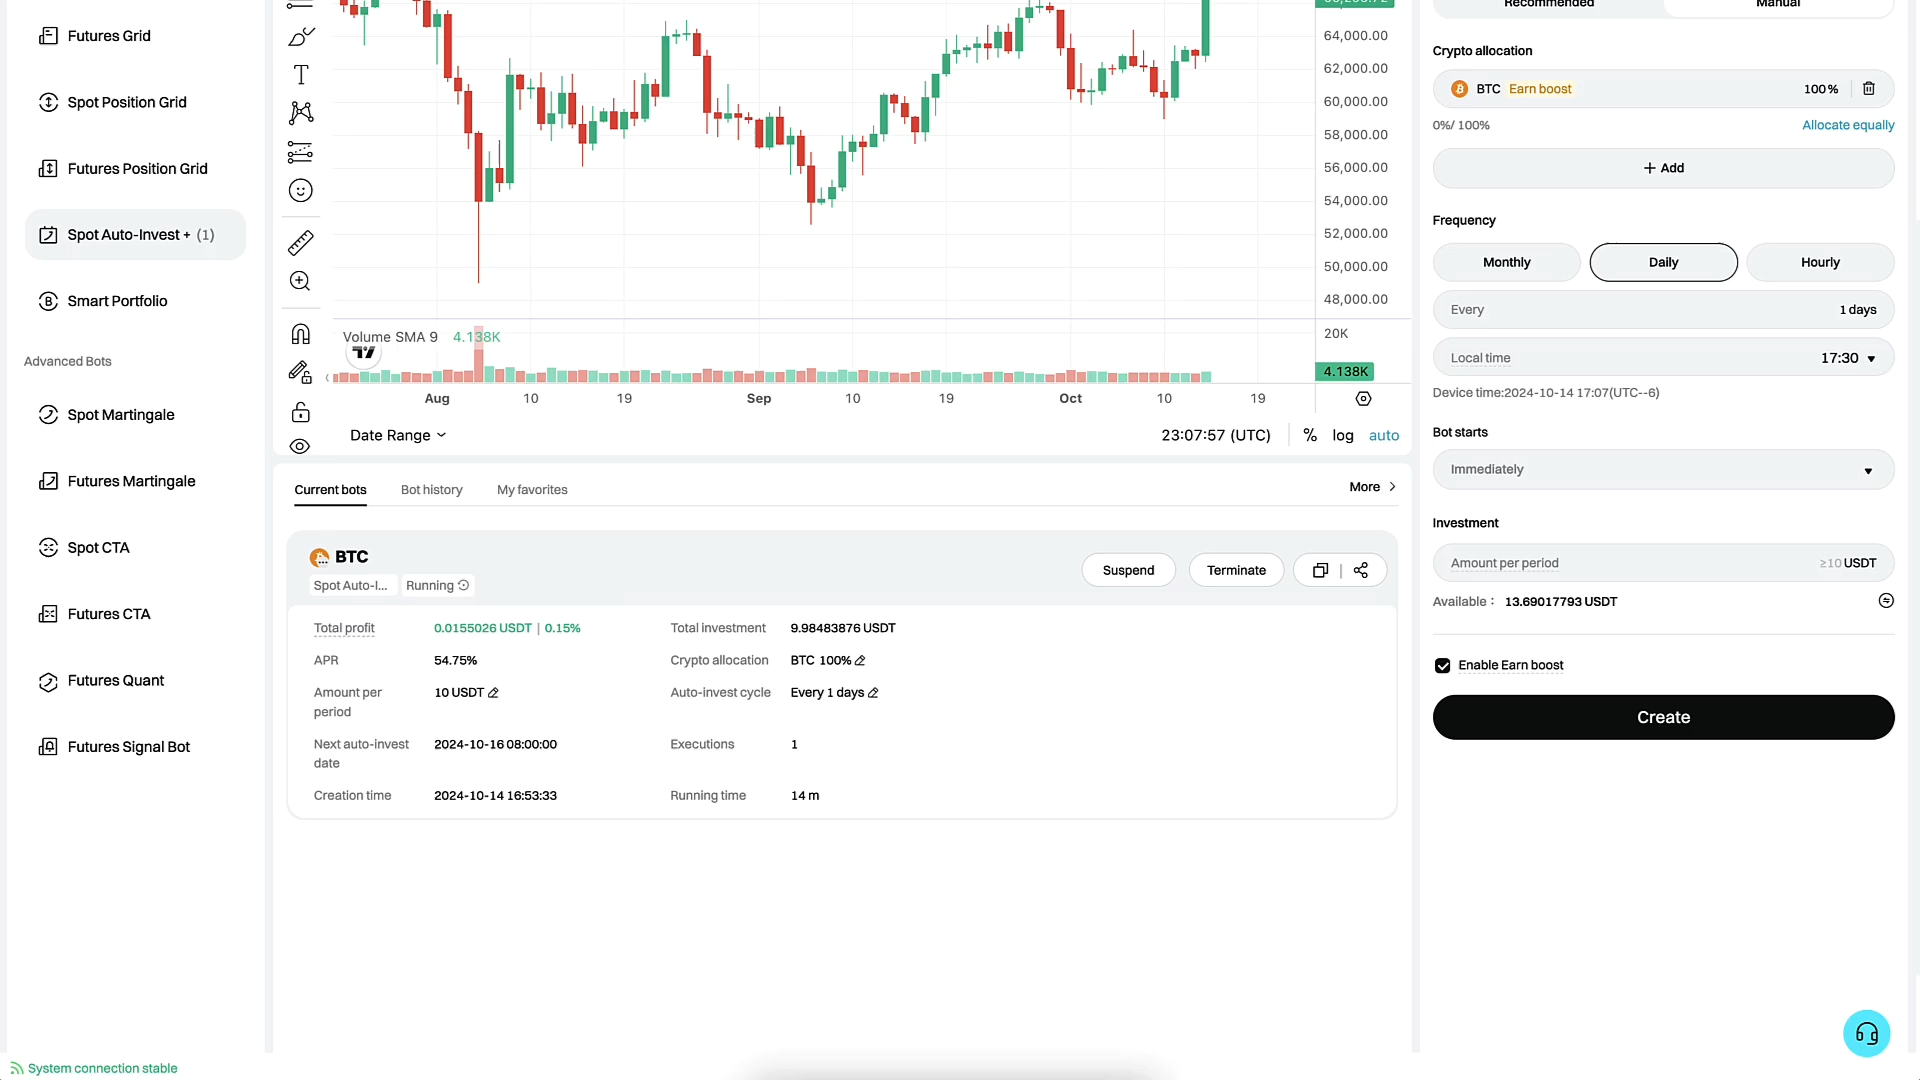 Futures Grid
Spot Position Grid
Futures Position Grid
Spot Auto-Invest + (1)
Smart Portfolio
Advanced Bots
Spot Martingale
Futures Martingale
Spot CTA
Futures CTA
Futures Quant
Futures Signal Bot
System connection stable
64,000.00
62,000.00
60,000.00
58,000.00
56,000.00
54,000.00
52,000.00
50,000.00
48,000.00
Volume SMA 9 4.138K
20K
4.138K
Aug 10 19 Sep 10 19 Oct 10 19
Date Range
23:07:57 (UTC) % log auto
Current bots Bot history My favorites More
BTC
Spot Auto-I... Running
Suspend Terminate
Total profit 0.0155026 USDT | 0.15% Total investment 9.98483876 USDT
APR 54.75% Crypto allocation BTC 100%
Amount per 10 USDT Auto-invest cycle Every 1 days
period
Next auto-invest 2024-10-16 08:00:00 Executions 1
date
Creation time 2024-10-14 16:53:33 Running time 14 m
Recommended Manual
Crypto allocation
BTC Earn boost 100%
0%/ 100% Allocate equally
+ Add
Frequency
Monthly Daily Hourly
Every 1 days
Local time 17:30
Device time:2024-10-14 17:07(UTC--6)
Bot starts
Immediately
Investment
Amount per period ≥10 USDT
Available : 13.69017793 USDT
Enable Earn boost
Create